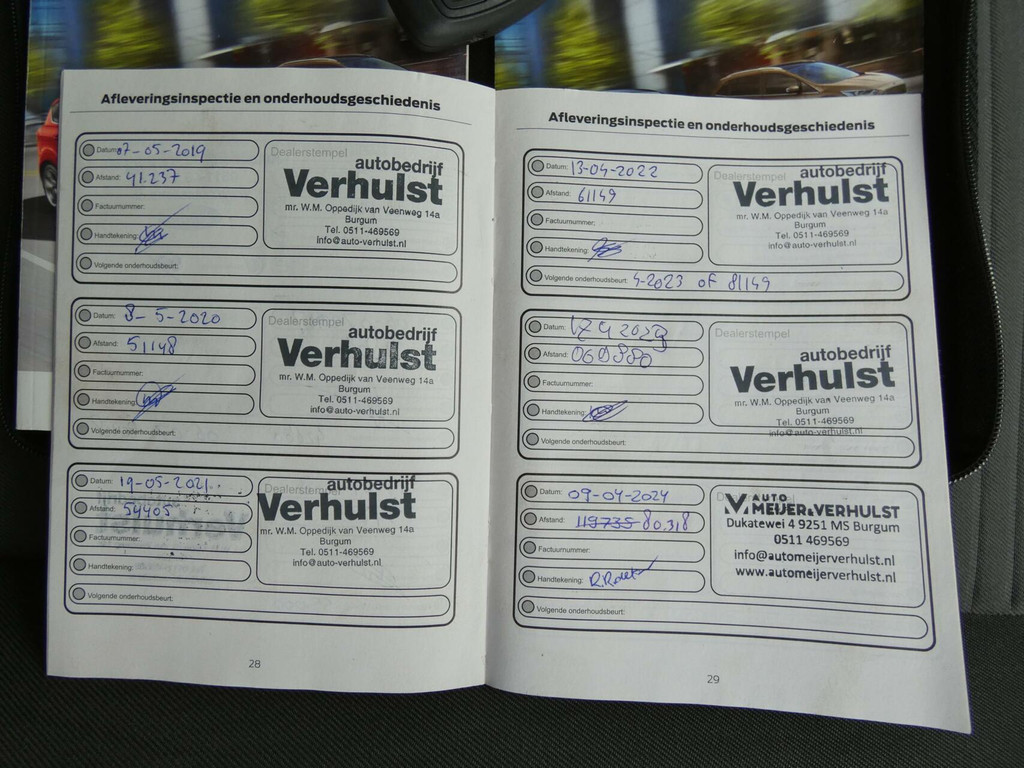 Afleveringsinspectie en onderhoudsgeschiedenis
Datum: 07-05-2019
Afstand: 41.237
Factuurnummer:
Handtekening:
Volgende onderhoudsbeurt:
Dealerstempel
autobedrijf
Verhulst
mr. W.M. Oppedijk van Veenweg 14a
Burgum
Tel. 0511-469569
info@auto-verhulst.nl
Datum: 8-5-2020
Afstand: 51148
Factuurnummer:
Handtekening:
Volgende onderhoudsbeurt:
Dealerstempel
autobedrijf
Verhulst
mr. W.M. Oppedijk van Veenweg 14a
Burgum
Tel. 0511-469569
info@auto-verhulst.nl
Datum: 19-05-2021
Afstand: 54405
Factuurnummer:
Handtekening:
Volgende onderhoudsbeurt:
Dealerstempel
autobedrijf
Verhulst
mr. W.M. Oppedijk van Veenweg 14a
Burgum
Tel. 0511-469569
info@auto-verhulst.nl
28
Afleveringsinspectie en onderhoudsgeschiedenis
Datum: 13-04-2022
Afstand: 61149
Factuurnummer:
Handtekening:
Volgende onderhoudsbeurt: 4-2023 of 81149
Dealerstempel
autobedrijf
Verhulst
mr. W.M. Oppedijk van Veenweg 14a
Burgum
Tel. 0511-469569
info@auto-verhulst.nl
Datum:
Afstand:
Factuurnummer:
Handtekening:
Volgende onderhoudsbeurt:
Dealerstempel
autobedrijf
Verhulst
mr. W.M. Oppedijk van Veenweg 14a
Burgum
Tel. 0511-469569
info@auto-verhulst.nl
Datum: 09-04-2024
Afstand: 119735 80.318
Factuurnummer:
Handtekening:
Volgende onderhoudsbeurt:
Dealerstempel
AUTO
MEIJER & VERHULST
Dukatewei 4 9251 MS Burgum
0511 469569
info@automeijerverhulst.nl
www.automeijerverhulst.nl
29